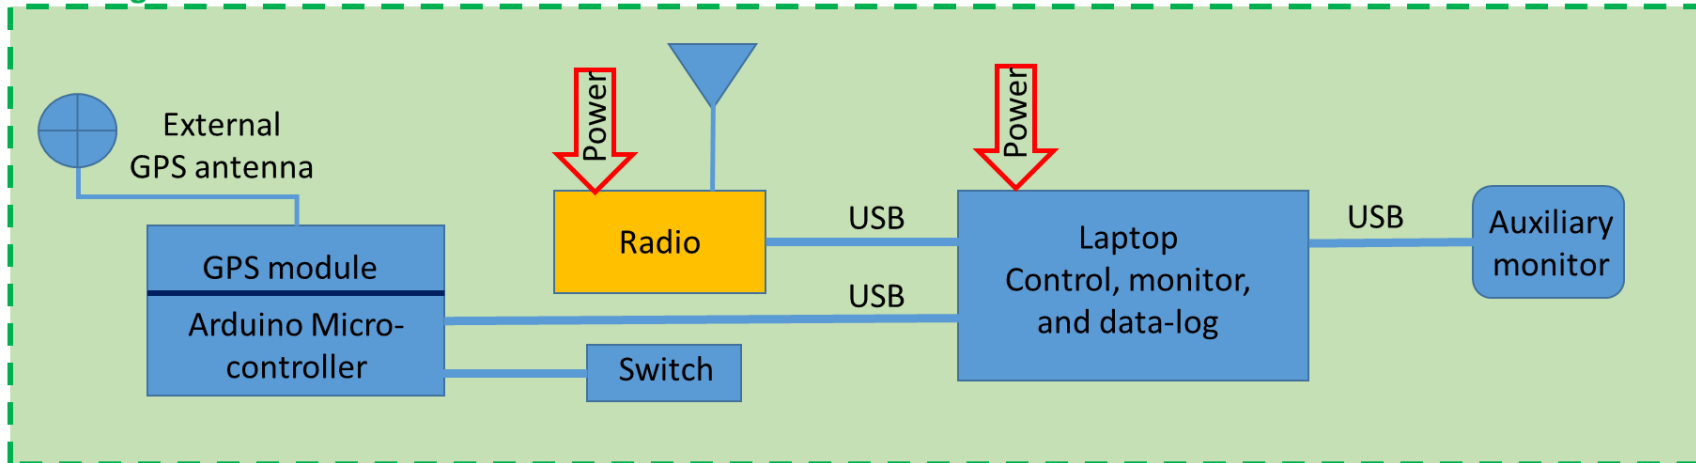 External
GPS antenna
Power
Power
GPS module
Arduino Micro-
controller
Radio
USB
USB
Switch
Laptop
Control, monitor,
and data-log
USB
Auxiliary
monitor